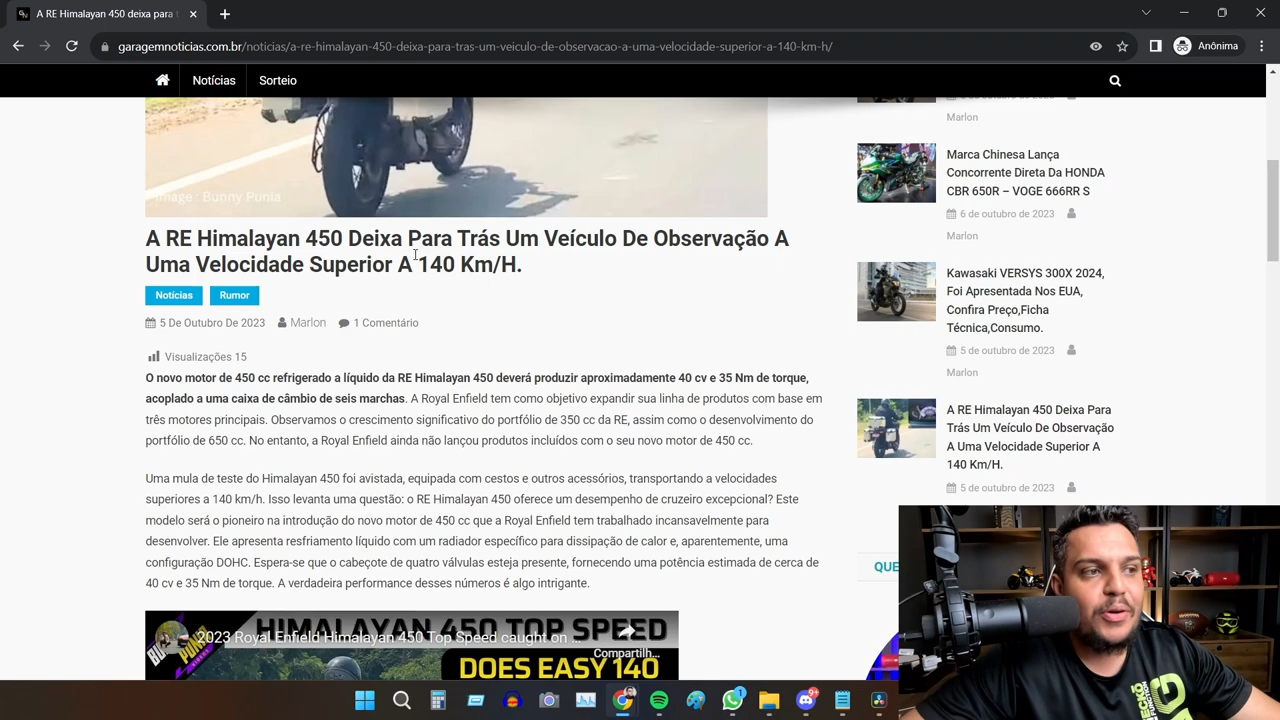 A RE Himalayan 450 deixa para t
garagemnoticias.com.br/noticias/a-re-himalayan-450-deixa-para-tras-um-veiculo-de-observacao-a-uma-velocidade-superior-a-140-km-h/
Anônima
Notícias
Sorteio
Marlon
Marca Chinesa Lança
Concorrente Direta Da HONDA
CBR 650R – VOGE 666RR S
6 de outubro de 2023
Marlon
Kawasaki VERSYS 300X 2024,
Foi Apresentada Nos EUA,
Confira Preço,Ficha
Técnica,Consumo.
5 de outubro de 2023
Marlon
A RE Himalayan 450 Deixa Para
Trás Um Veículo De Observação
A Uma Velocidade Superior A
140 Km/H.
5 de outubro de 2023
QUE
Image : Bunny Punia
A RE Himalayan 450 Deixa Para Trás Um Veículo De Observação A
Uma Velocidade Superior A 140 Km/H.
Notícias
Rumor
5 De Outubro De 2023
Marlon
1 Comentário
Visualizações 15
O novo motor de 450 cc refrigerado a líquido da RE Himalayan 450 deverá produzir aproximadamente 40 cv e 35 Nm de torque,
acoplado a uma caixa de câmbio de seis marchas. A Royal Enfield tem como objetivo expandir sua linha de produtos com base em
três motores principais. Observamos o crescimento significativo do portfólio de 350 cc da RE, assim como o desenvolvimento do
portfólio de 650 cc. No entanto, a Royal Enfield ainda não lançou produtos incluídos com o seu novo motor de 450 cc.
Uma mula de teste do Himalayan 450 foi avistada, equipada com cestos e outros acessórios, transportando a velocidades
superiores a 140 km/h. Isso levanta uma questão: o RE Himalayan 450 oferece um desempenho de cruzeiro excepcional? Este
modelo será o pioneiro na introdução do novo motor de 450 cc que a Royal Enfield tem trabalhado incansavelmente para
desenvolver. Ele apresenta resfriamento líquido com um radiador específico para dissipação de calor e, aparentemente, uma
configuração DOHC. Espera-se que o cabeçote de quatro válvulas esteja presente, fornecendo uma potência estimada de cerca de
40 cv e 35 Nm de torque. A verdadeira performance desses números é algo intrigante.
HIMALAYAN 450 TOP SPEED
2023 Royal Enfield Himalayan 450 Top Speed caught on ...
Compartilh...
DOES EASY 140